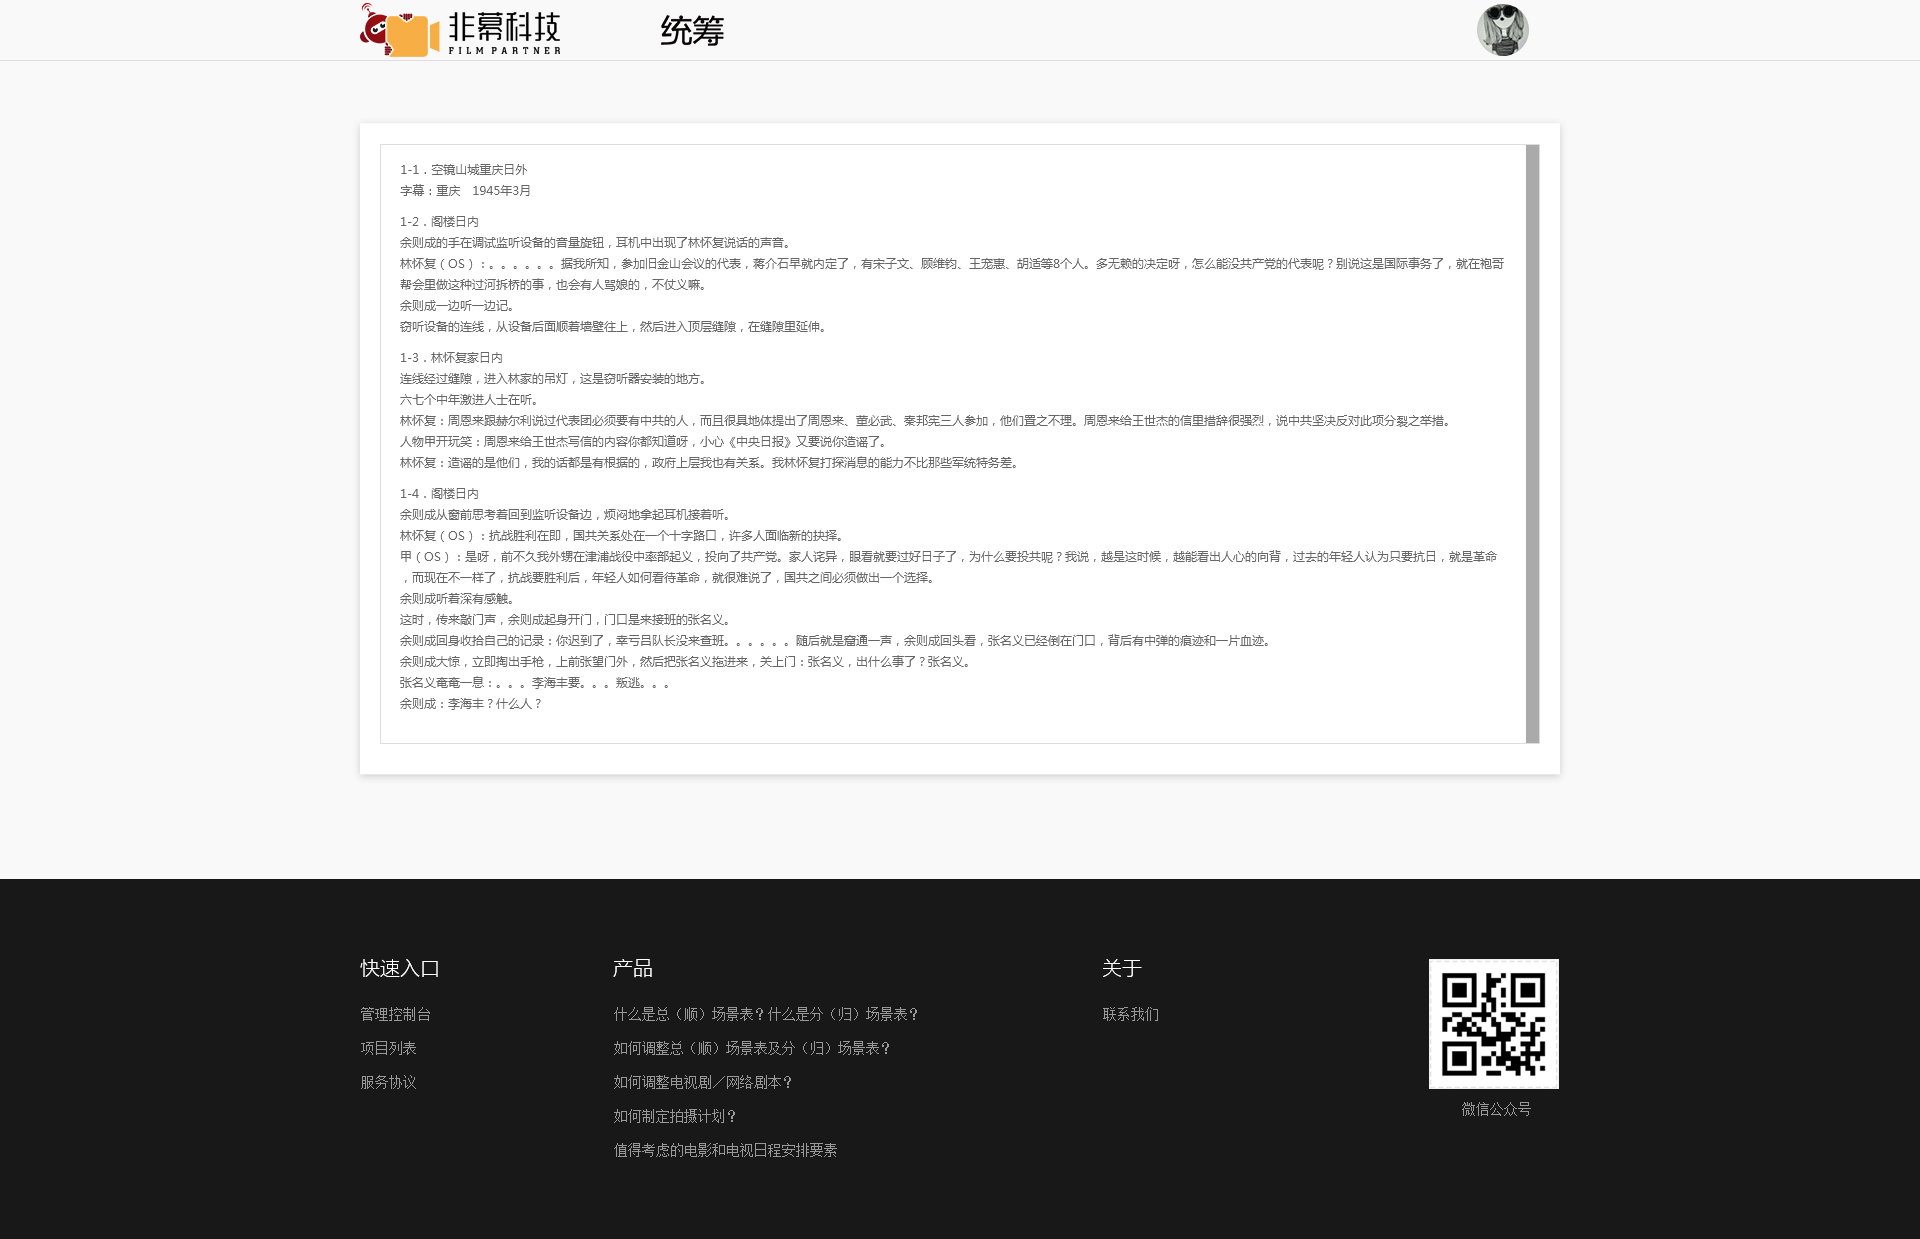 非幕科技
FILM PARTNER
统筹
1-1．空镜山城重庆日外
字幕：重庆　1945年3月
1-2．阁楼日内
余则成的手在调试监听设备的音量旋钮，耳机中出现了林怀复说话的声音。
林怀复（OS）：。。。。。。据我所知，参加旧金山会议的代表，蒋介石早就内定了，有宋子文、顾维钧、王宠惠、胡适等8个人。多无赖的决定呀，怎么能没共产党的代表呢？别说这是国际事务了，就在袍哥
帮会里做这种过河拆桥的事，也会有人骂娘的，不仗义嘛。
余则成一边听一边记。
窃听设备的连线，从设备后面顺着墙壁往上，然后进入顶层缝隙，在缝隙里延伸。
1-3．林怀复家日内
连线经过缝隙，进入林家的吊灯，这是窃听器安装的地方。
六七个中年激进人士在听。
林怀复：周恩来跟赫尔利说过代表团必须要有中共的人，而且很具地体提出了周恩来、董必武、秦邦宪三人参加，他们置之不理。周恩来给王世杰的信里措辞很强烈，说中共坚决反对此项分裂之举措。
人物甲开玩笑：周恩来给王世杰写信的内容你都知道呀，小心《中央日报》又要说你造谣了。
林怀复：造谣的是他们，我的话都是有根据的，政府上层我也有关系。我林怀复打探消息的能力不比那些军统特务差。
1-4．阁楼日内
余则成从窗前思考着回到监听设备边，烦闷地拿起耳机接着听。
林怀复（OS）：抗战胜利在即，国共关系处在一个十字路口，许多人面临新的抉择。
甲（OS）：是呀，前不久我外甥在津浦战役中率部起义，投向了共产党。家人诧异，眼看就要过好日子了，为什么要投共呢？我说，越是这时候，越能看出人心的向背，过去的年轻人认为只要抗日，就是革命
，而现在不一样了，抗战要胜利后，年轻人如何看待革命，就很难说了，国共之间必须做出一个选择。
余则成听着深有感触。
这时，传来敲门声，余则成起身开门，门口是来接班的张名义。
余则成回身收拾自己的记录：你迟到了，幸亏吕队长没来查班。。。。。。随后就是窟通一声，余则成回头看，张名义已经倒在门口，背后有中弹的痕迹和一片血迹。
余则成大惊，立即掏出手枪，上前张望门外，然后把张名义拖进来，关上门：张名义，出什么事了？张名义。
张名义奄奄一息：。。。李海丰要。。。叛逃。。。
余则成：李海丰？什么人？
快速入口
管理控制台
项目列表
服务协议
产品
什么是总（顺）场景表？什么是分（归）场景表？
如何调整总（顺）场景表及分（归）场景表？
如何调整电视剧／网络剧本？
如何制定拍摄计划？
值得考虑的电影和电视日程安排要素
关于
联系我们
微信公众号